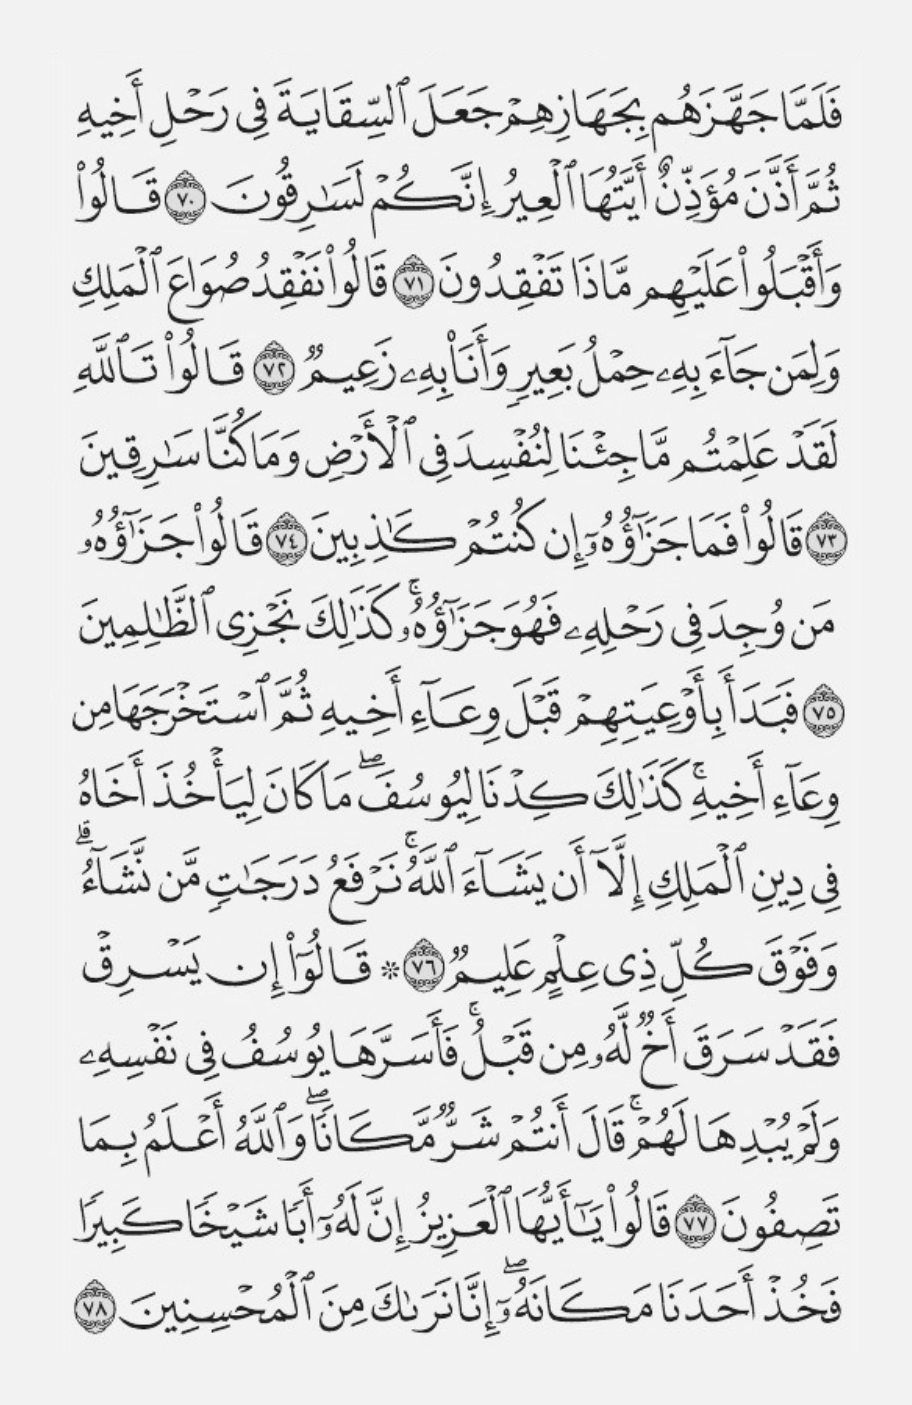 فَلَمَّا جَهَّزَهُم بِجَهَازِهِمْ جَعَلَ ٱلسِّقَايَةَ فِى رَحْلِ أَخِيهِ
ثُمَّ أَذَّنَ مُؤَذِّنٌ أَيَّتُهَا ٱلْعِيرُ إِنَّكُمْ لَسَـٰرِقُونَ ٧٠ قَالُوا۟
وَأَقْبَلُوا۟ عَلَيْهِم مَّاذَا تَفْقِدُونَ ٧١ قَالُوا۟ نَفْقِدُ صُوَاعَ ٱلْمَلِكِ
وَلِمَن جَآءَ بِهِۦ حِمْلُ بَعِيرٍ وَأَنَا۠ بِهِۦ زَعِيمٌ ٧٢ قَالُوا۟ تَٱللَّهِ
لَقَدْ عَلِمْتُم مَّا جِئْنَا لِنُفْسِدَ فِى ٱلْأَرْضِ وَمَا كُنَّا سَـٰرِقِينَ
٧٣ قَالُوا۟ فَمَا جَزَٰٓؤُهُۥٓ إِن كُنتُمْ كَـٰذِبِينَ ٧٤ قَالُوا۟ جَزَٰٓؤُهُۥ
مَن وُجِدَ فِى رَحْلِهِۦ فَهُوَ جَزَٰٓؤُهُۥ ۚ كَذَٰلِكَ نَجْزِى ٱلظَّـٰلِمِينَ
٧٥ فَبَدَأَ بِأَوْعِيَتِهِمْ قَبْلَ وِعَآءِ أَخِيهِ ثُمَّ ٱسْتَخْرَجَهَا مِن
وِعَآءِ أَخِيهِ ۚ كَذَٰلِكَ كِدْنَا لِيُوسُفَ ۖ مَا كَانَ لِيَأْخُذَ أَخَاهُ
فِى دِينِ ٱلْمَلِكِ إِلَّآ أَن يَشَآءَ ٱللَّهُ ۚ نَرْفَعُ دَرَجَـٰتٍ مَّن نَّشَآءُ ۗ
وَفَوْقَ كُلِّ ذِى عِلْمٍ عَلِيمٌ ٧٦ ۞ قَالُوٓا۟ إِن يَسْرِقْ
فَقَدْ سَرَقَ أَخٌ لَّهُۥ مِن قَبْلُ ۚ فَأَسَرَّهَا يُوسُفُ فِى نَفْسِهِۦ
وَلَمْ يُبْدِهَا لَهُمْ ۚ قَالَ أَنتُمْ شَرٌّ مَّكَانًا ۖ وَٱللَّهُ أَعْلَمُ بِمَا
تَصِفُونَ ٧٧ قَالُوا۟ يَـٰٓأَيُّهَا ٱلْعَزِيزُ إِنَّ لَهُۥٓ أَبًا شَيْخًا كَبِيرًا
فَخُذْ أَحَدَنَا مَكَانَهُۥٓ ۖ إِنَّا نَرَىٰكَ مِنَ ٱلْمُحْسِنِينَ ٧٨